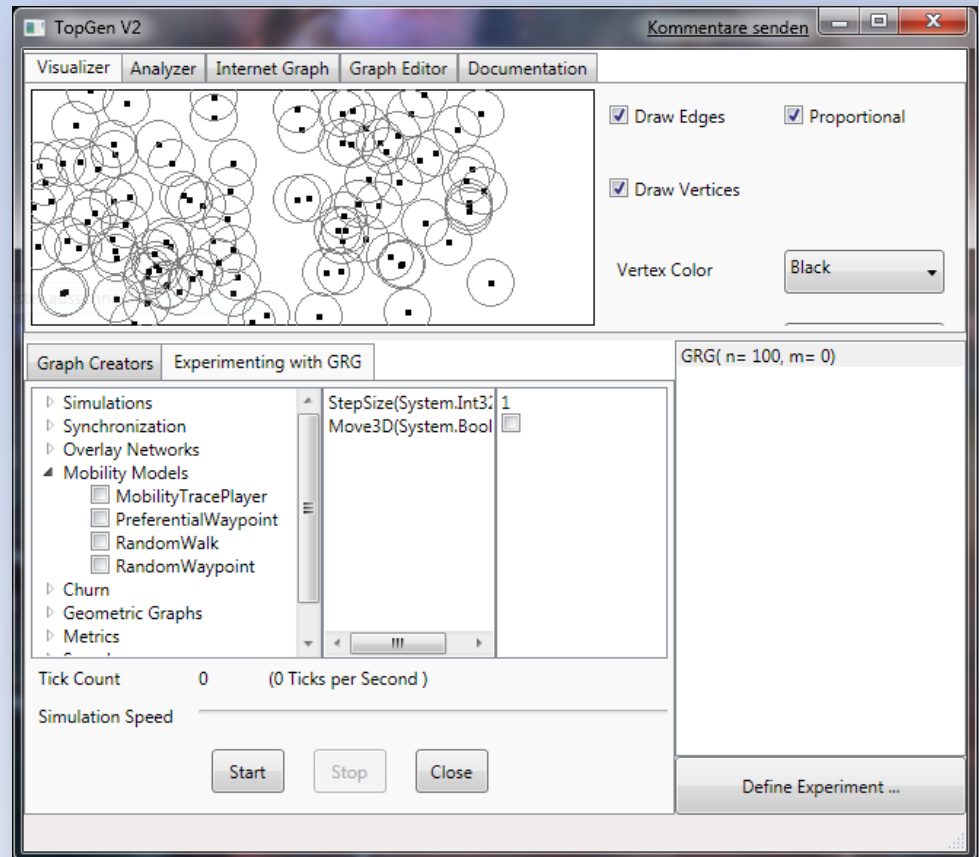 TopGen V2
Kommentare senden
Visualizer Analyzer Internet Graph Graph Editor Documentation
Draw Edges Proportional
Draw Vertices
Vertex Color Black
Graph Creators Experimenting with GRG
GRG( n= 100, m= 0)
Simulations StepSize(System.Int32 1
Synchronization Move3D(System.Bool
Overlay Networks
Mobility Models
MobilityTracePlayer
PreferentialWaypoint
RandomWalk
RandomWaypoint
Churn
Geometric Graphs
Metrics
Tick Count 0 (0 Ticks per Second )
Simulation Speed
Start Stop Close
Define Experiment ...